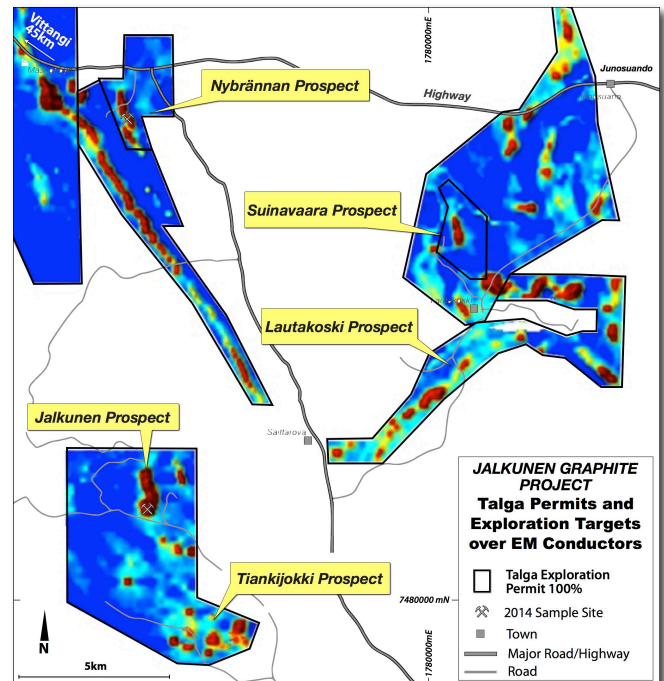 Vittangi
45km
1780000mE
Junosuando
Nybrännan Prospect
Highway
Suinavaara Prospect
Lautakoski Prospect
Jalkunen Prospect
Tiankijokki Prospect
7480000 mN
1780000mE
N
5km
JALKUNEN GRAPHITE
PROJECT
Talga Permits and
Exploration Targets
over EM Conductors
Talga Exploration
Permit 100%
2014 Sample Site
Town
Major Road/Highway
Road